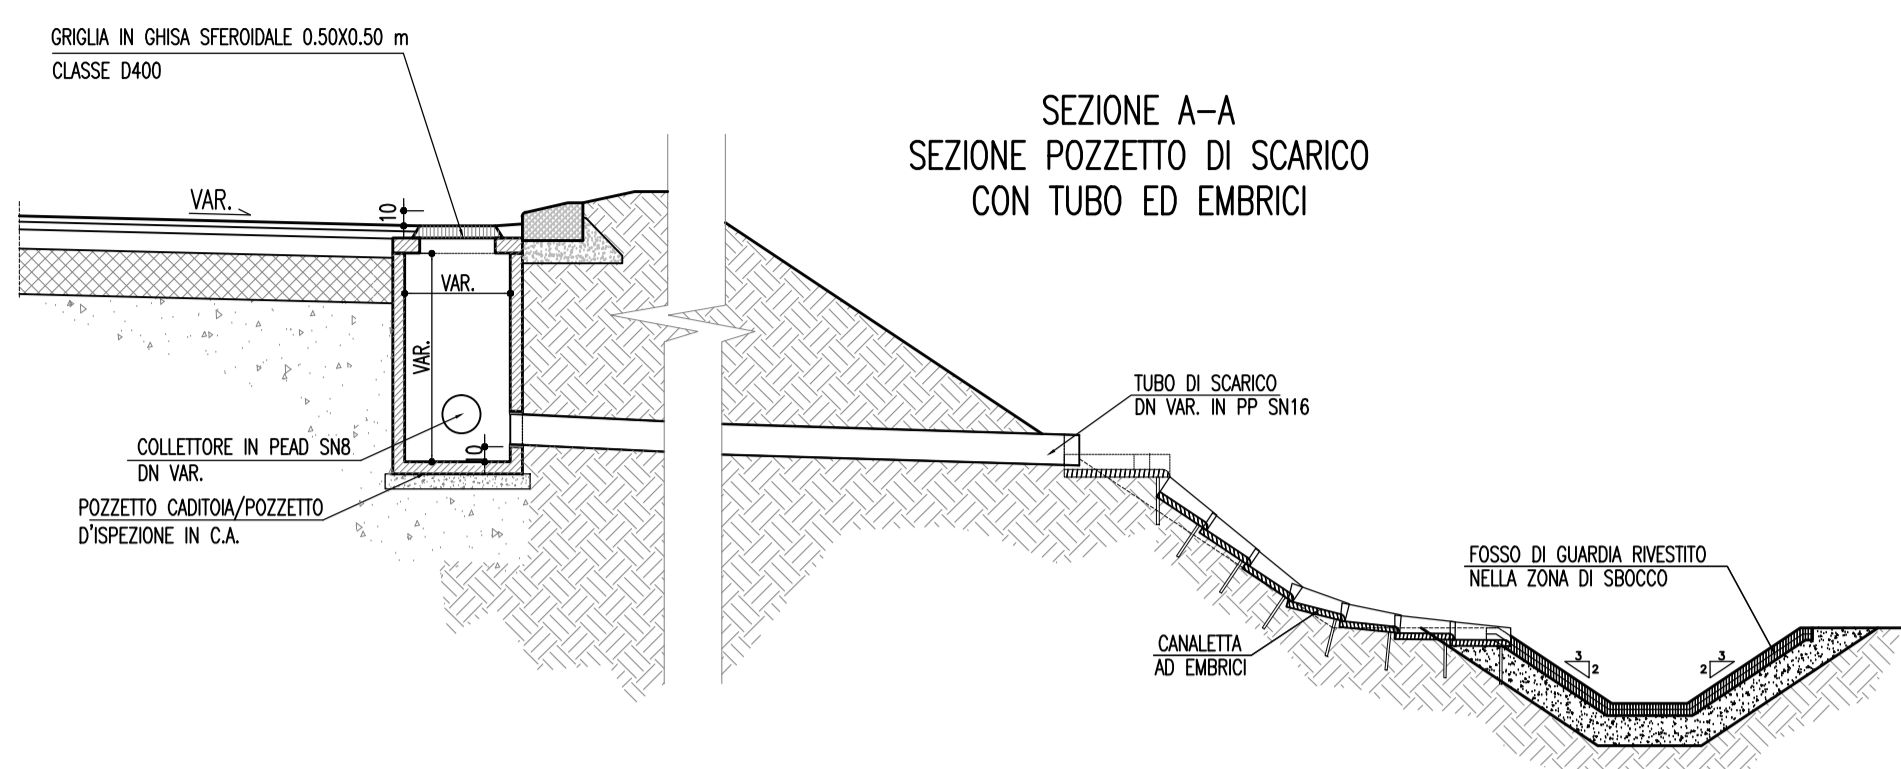 GRIGLIA IN GHISA SFEROIDALE 0.50X0.50 m
CLASSE D400
SEZIONE A-A
SEZIONE POZZETTO DI SCARICO
CON TUBO ED EMBRICI
VAR.
10
VAR.
VAR.
10
COLLETTORE IN PEAD SN8
DN VAR.
POZZETTO CADITOIA/POZZETTO
D'ISPEZIONE IN C.A.
TUBO DI SCARICO
DN VAR. IN PP SN16
CANALETTA
AD EMBRICI
FOSSO DI GUARDIA RIVESTITO
NELLA ZONA DI SBOCCO
3
2
3
2